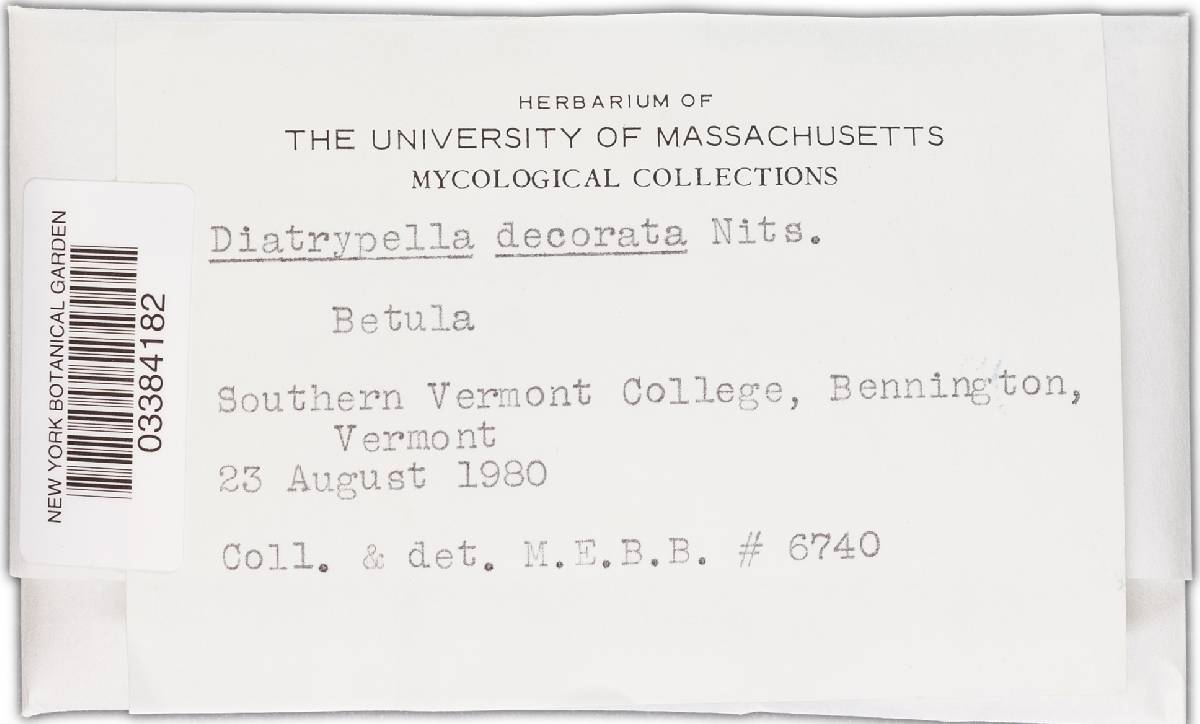 HERBARIUM OF
THE UNIVERSITY OF MASSACHUSETTS
MYCOLOGICAL COLLECTIONS
Diatrypella decorata Nits.
Betula
Southern Vermont College, Bennington,
Vermont
23 August 1980
Coll. & det. M.E.B.B. # 6740
NEW YORK BOTANICAL GARDEN
03384182